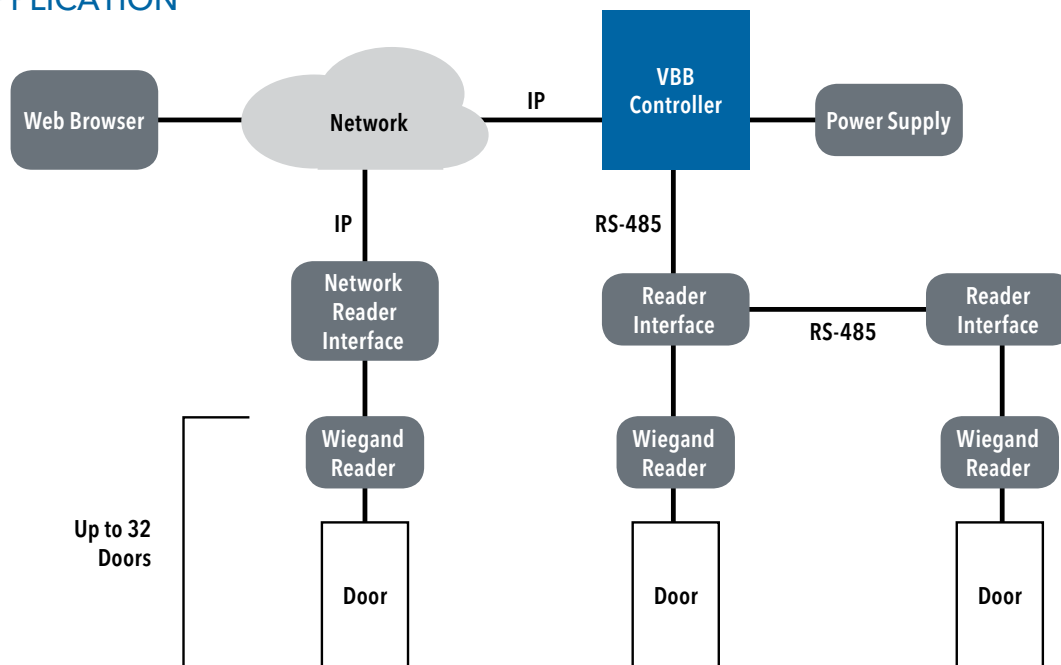 PLICATION
Web Browser
Network
IP
VBB
Controller
Power Supply
IP
RS-485
Network
Reader
Interface
Reader
Interface
RS-485
Reader
Interface
Wiegand
Reader
Wiegand
Reader
Wiegand
Reader
Up to 32
Doors
Door
Door
Door